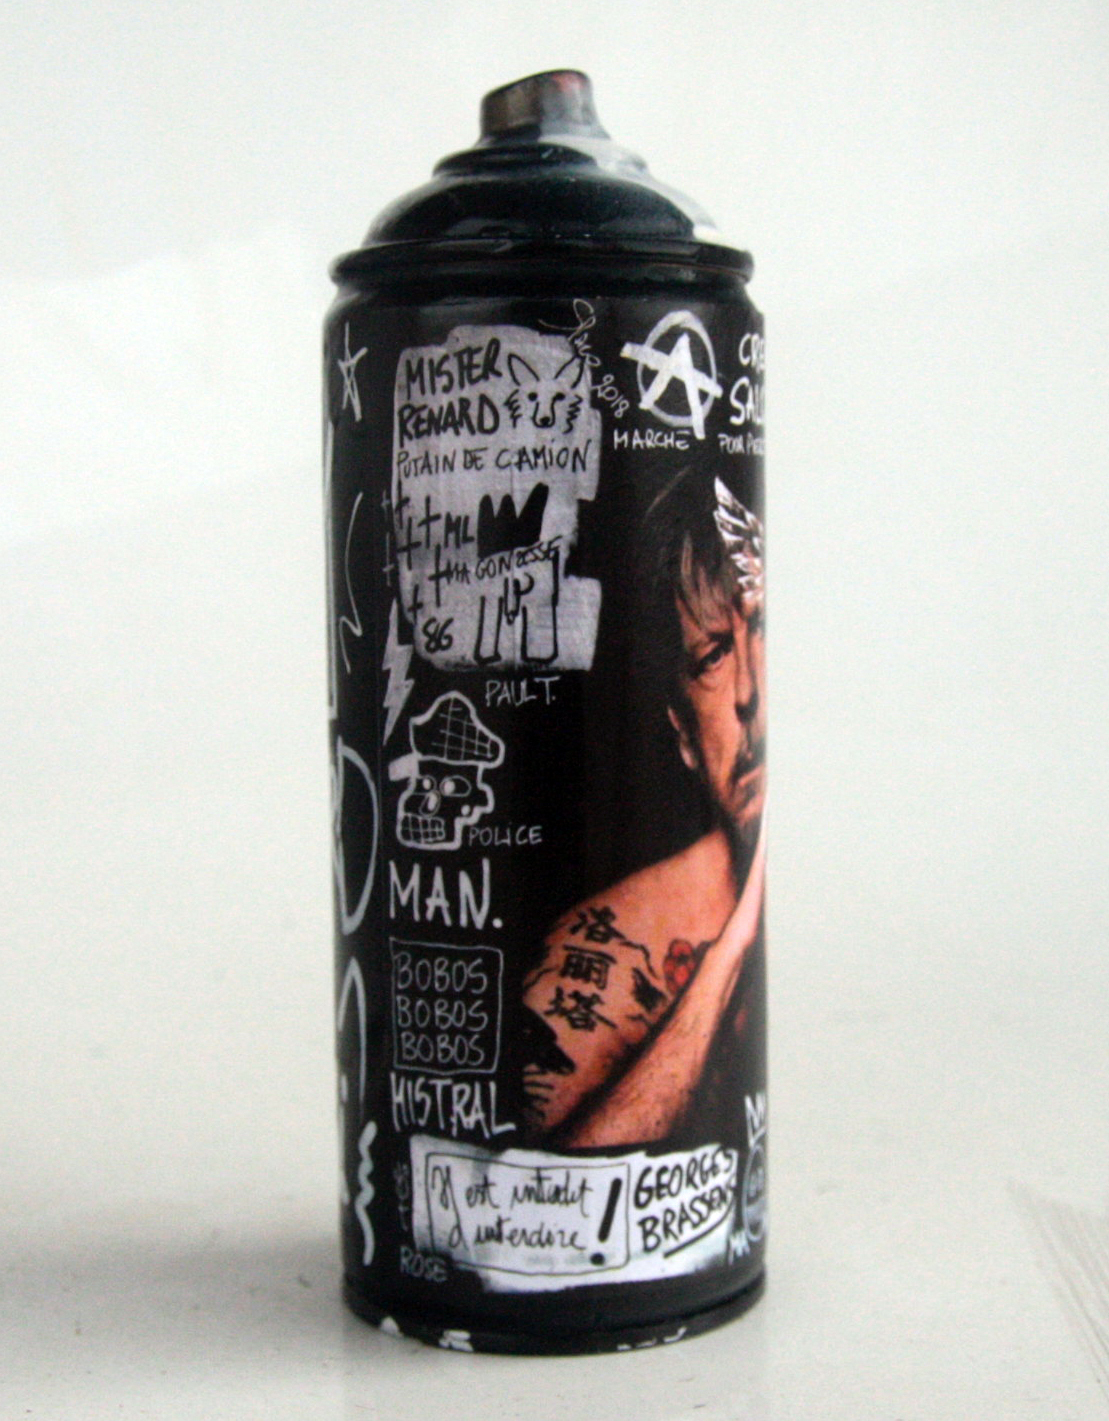 MISTER
RENARD
PUTAIN DE CAMION
ML
MA GONZESSE
86
2018
MARCHE
PAUL T.
POLICE
MAN.
BOBOS
BOBOS
BOBOS
MISTRAL
洛
丽
塔
Il est interdit
d'interdire !
GEORGES
BRASSENS
ROSE